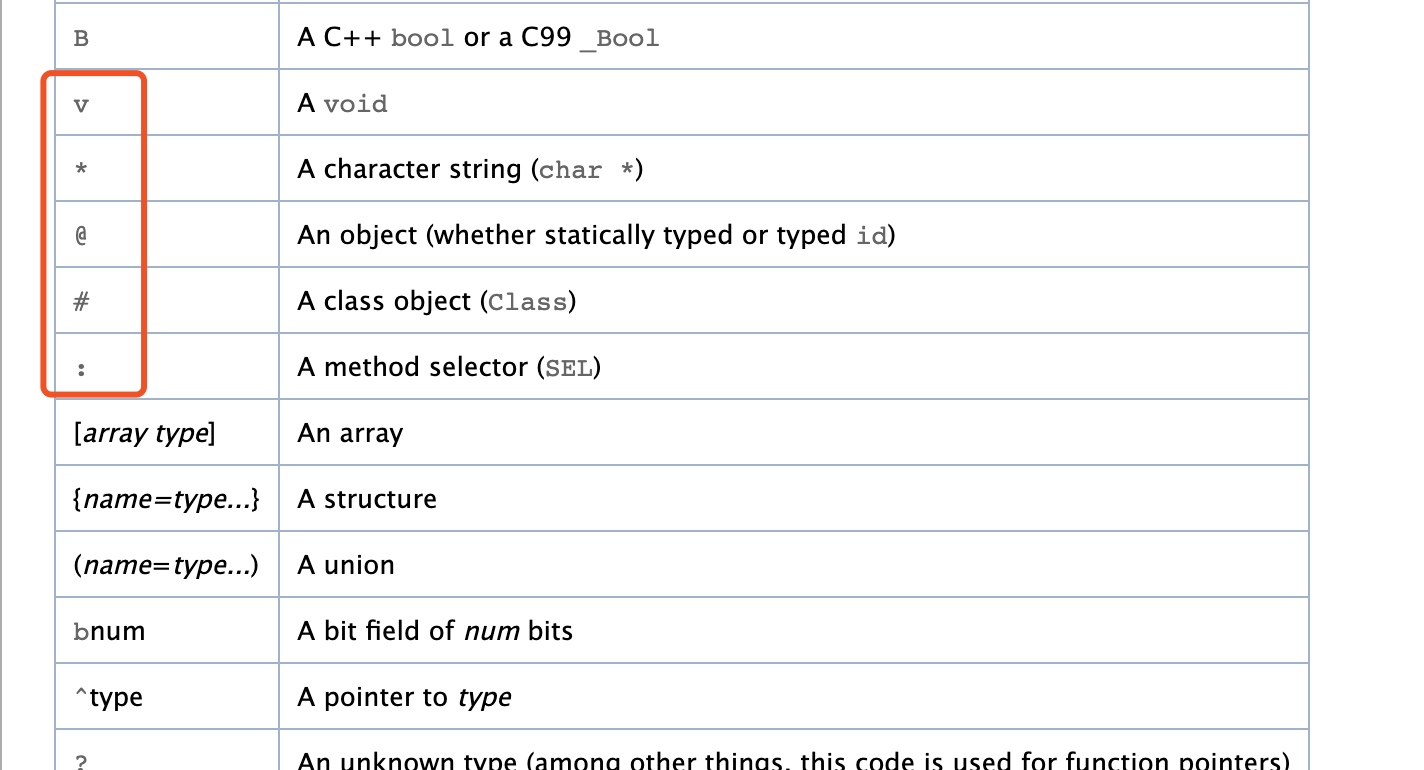 B A C++ bool or a C99 _Bool
v A void
* A character string (char *)
@ An object (whether statically typed or typed id)
# A class object (Class)
: A method selector (SEL)
[array type] An array
{name=type...} A structure
(name=type...) A union
bnum A bit field of num bits
^type A pointer to type
? An unknown type (among other things, this code is used for function pointers)